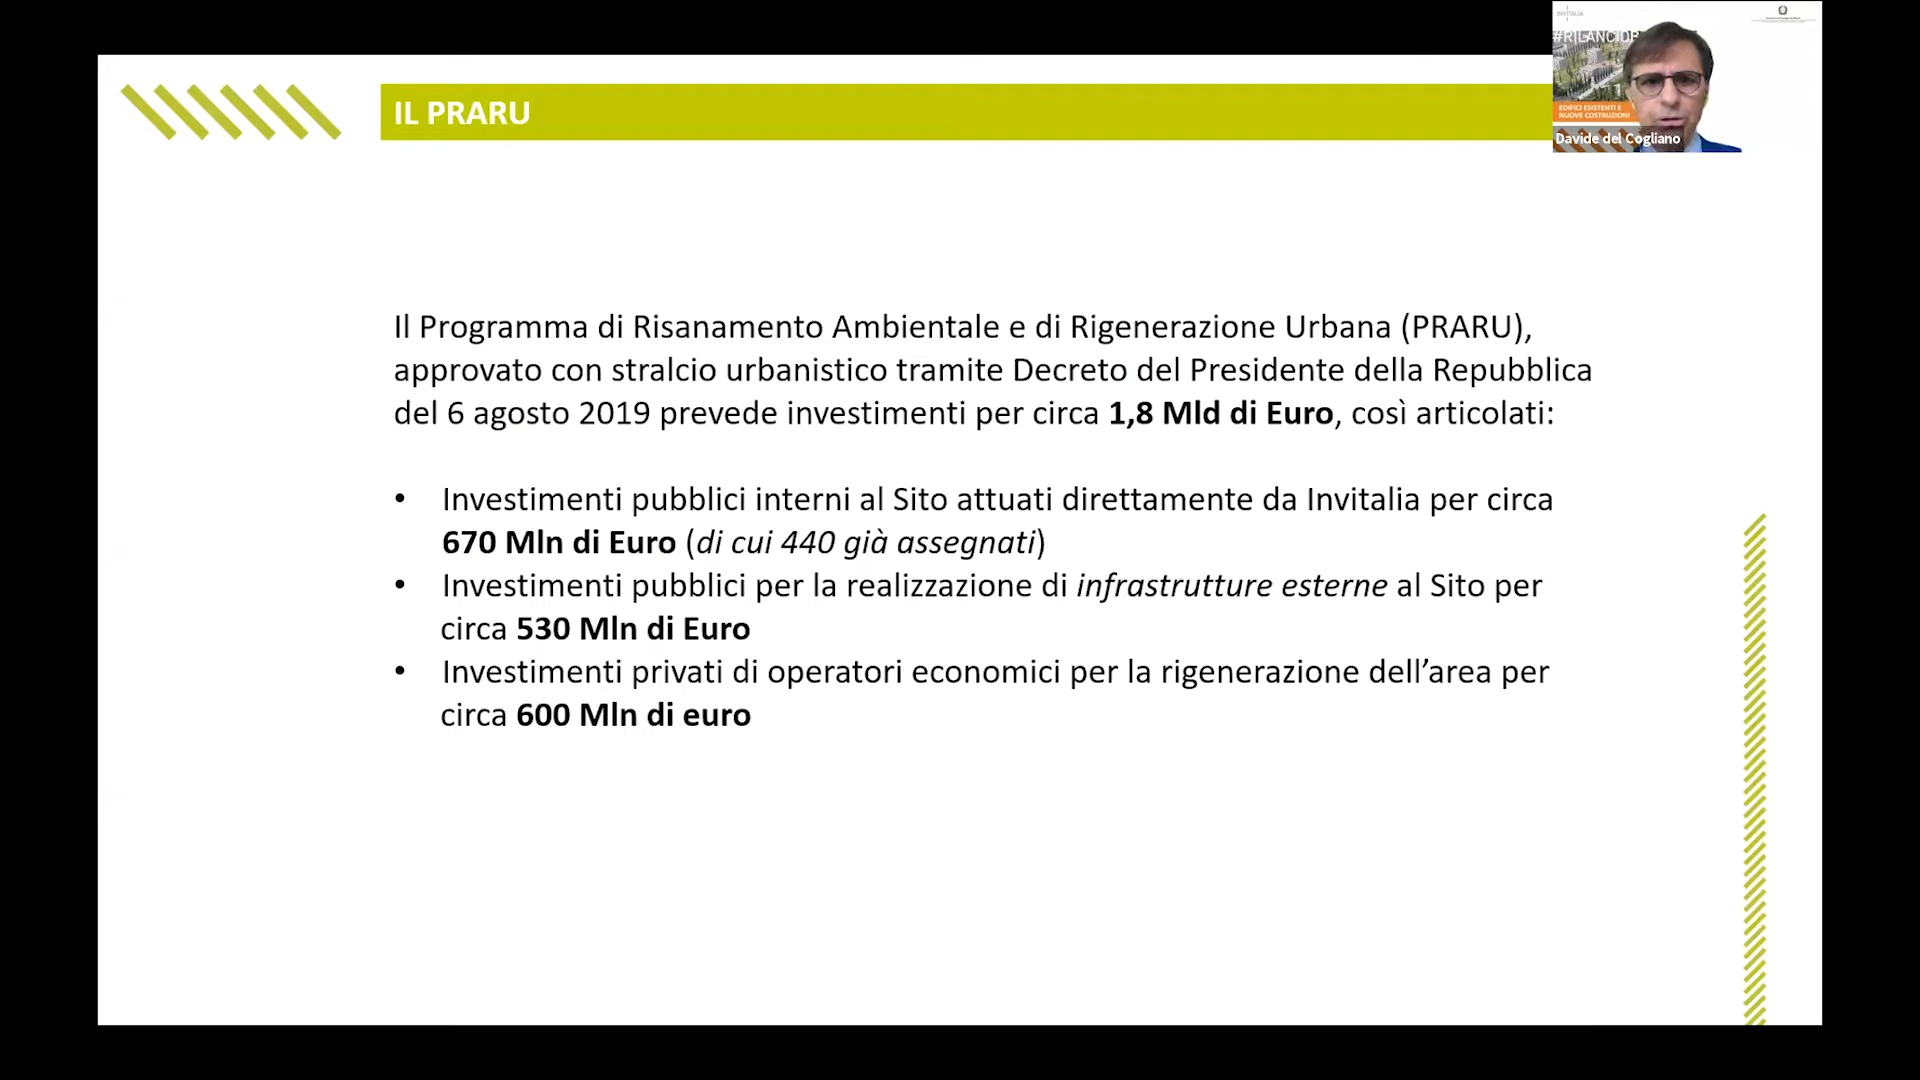 INVITALIA
#RILANCIO
IL PRARU
EDIFICI ESISTENTI E
NUOVE COSTRUZIONI
Davide del Cogliano
Il Programma di Risanamento Ambientale e di Rigenerazione Urbana (PRARU),
approvato con stralcio urbanistico tramite Decreto del Presidente della Repubblica
del 6 agosto 2019 prevede investimenti per circa 1,8 Mld di Euro, così articolati:
• Investimenti pubblici interni al Sito attuati direttamente da Invitalia per circa
670 Mln di Euro (di cui 440 già assegnati)
• Investimenti pubblici per la realizzazione di infrastrutture esterne al Sito per
circa 530 Mln di Euro
• Investimenti privati di operatori economici per la rigenerazione dell’area per
circa 600 Mln di euro